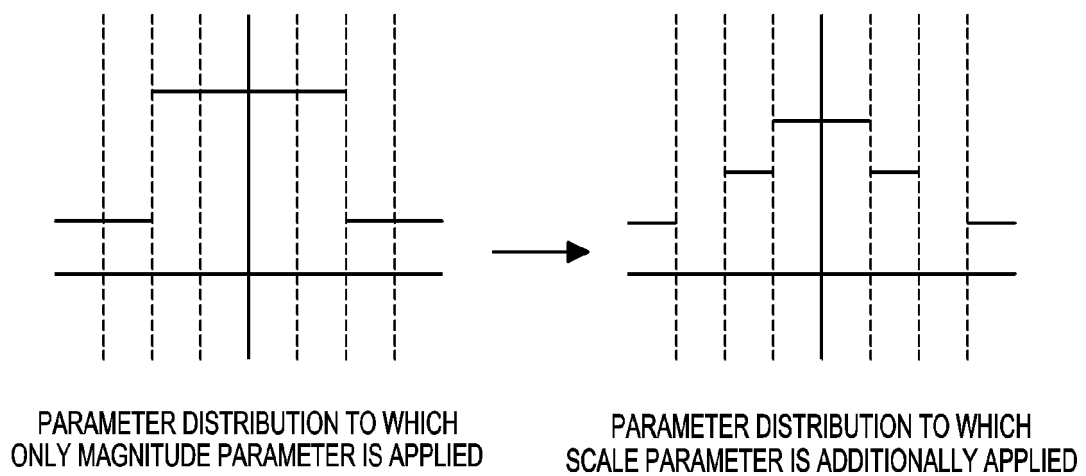 PARAMETER DISTRIBUTION TO WHICH
ONLY MAGNITUDE PARAMETER IS APPLIED
PARAMETER DISTRIBUTION TO WHICH
SCALE PARAMETER IS ADDITIONALLY APPLIED